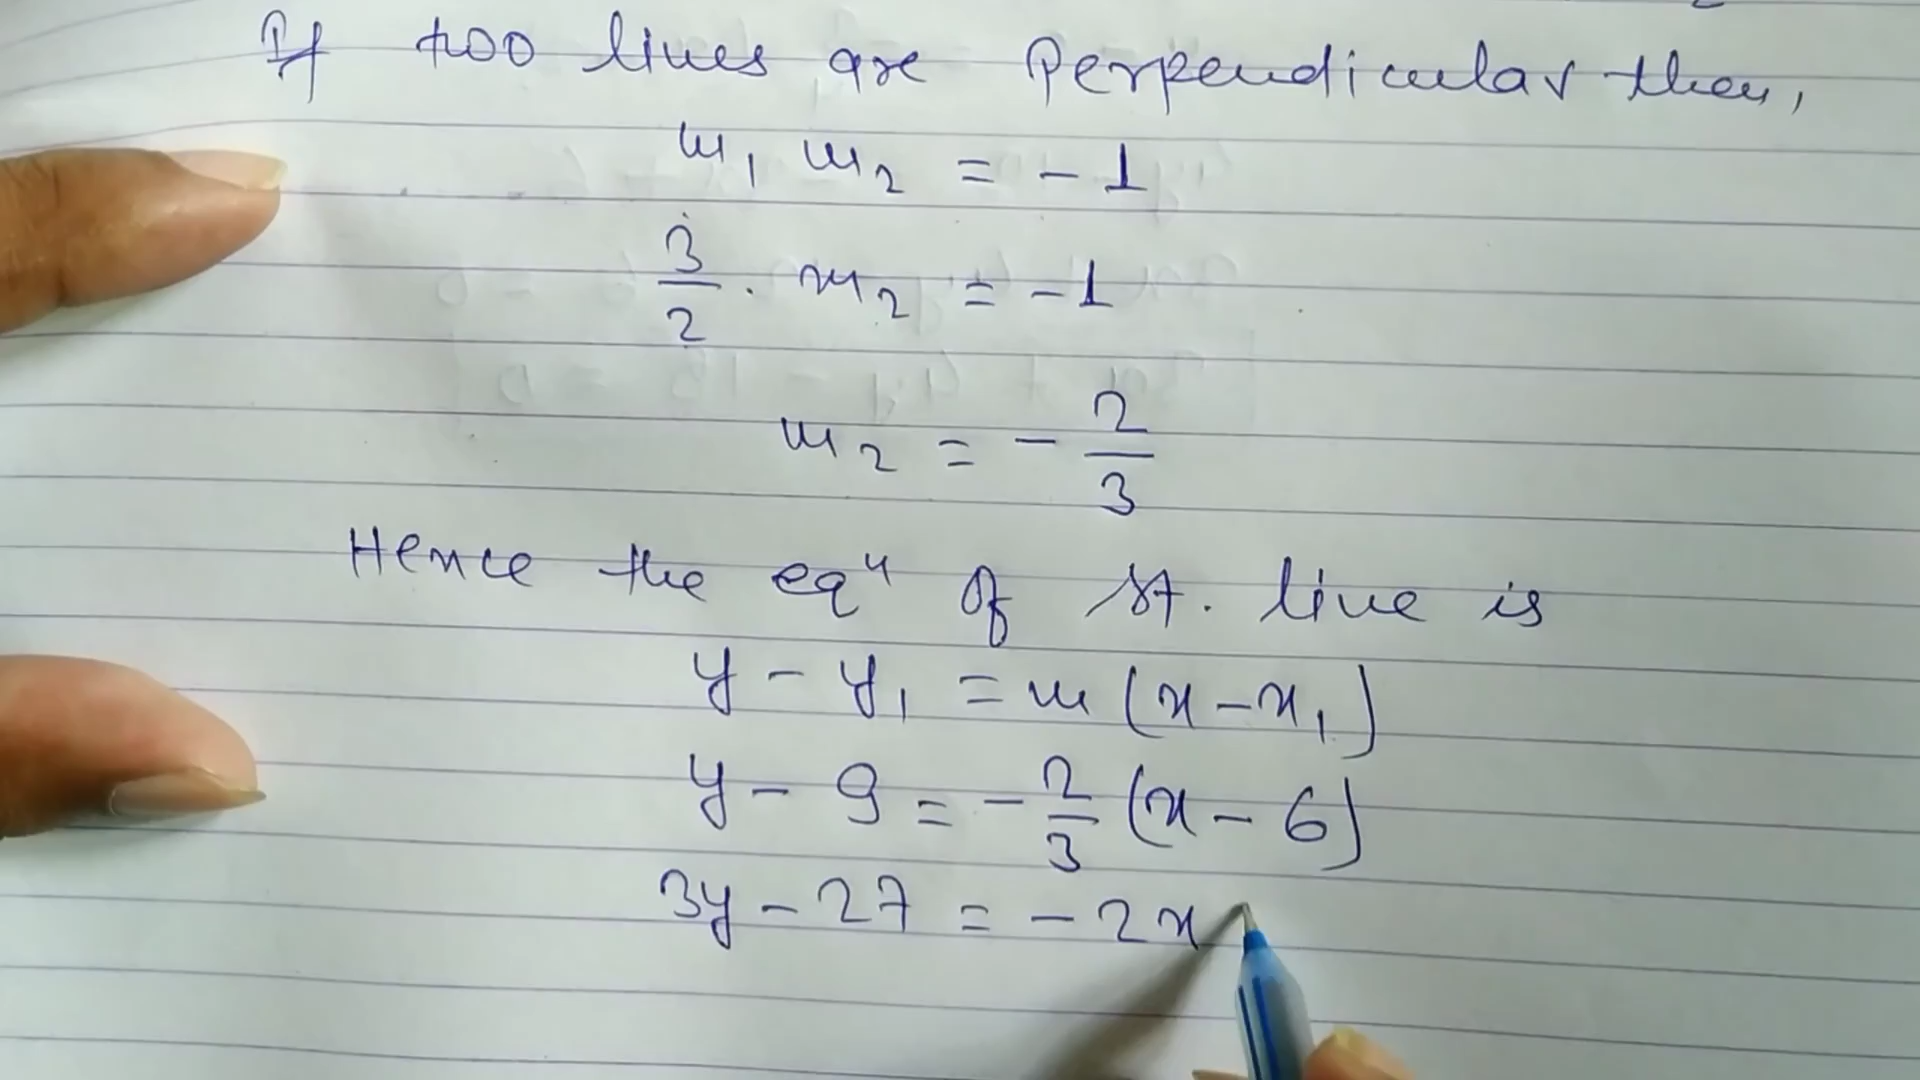 If two lines are Perpendicular then,
m₁ m₂ = - 1
3/2 . m₂ = - 1
m₂ = - 2/3
Hence the eqⁿ of st. line is
y - y₁ = m (x - x₁)
y - 9 = - 2/3 (x - 6)
3y - 27 = - 2x